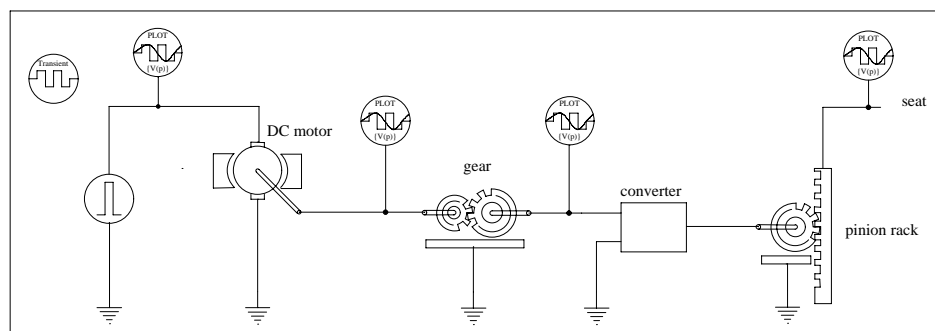 PLOT
{V(p)}
Transient
PLOT
{V(p)}
seat
DC motor
PLOT
{V(p)}
PLOT
{V(p)}
gear
converter
pinion rack